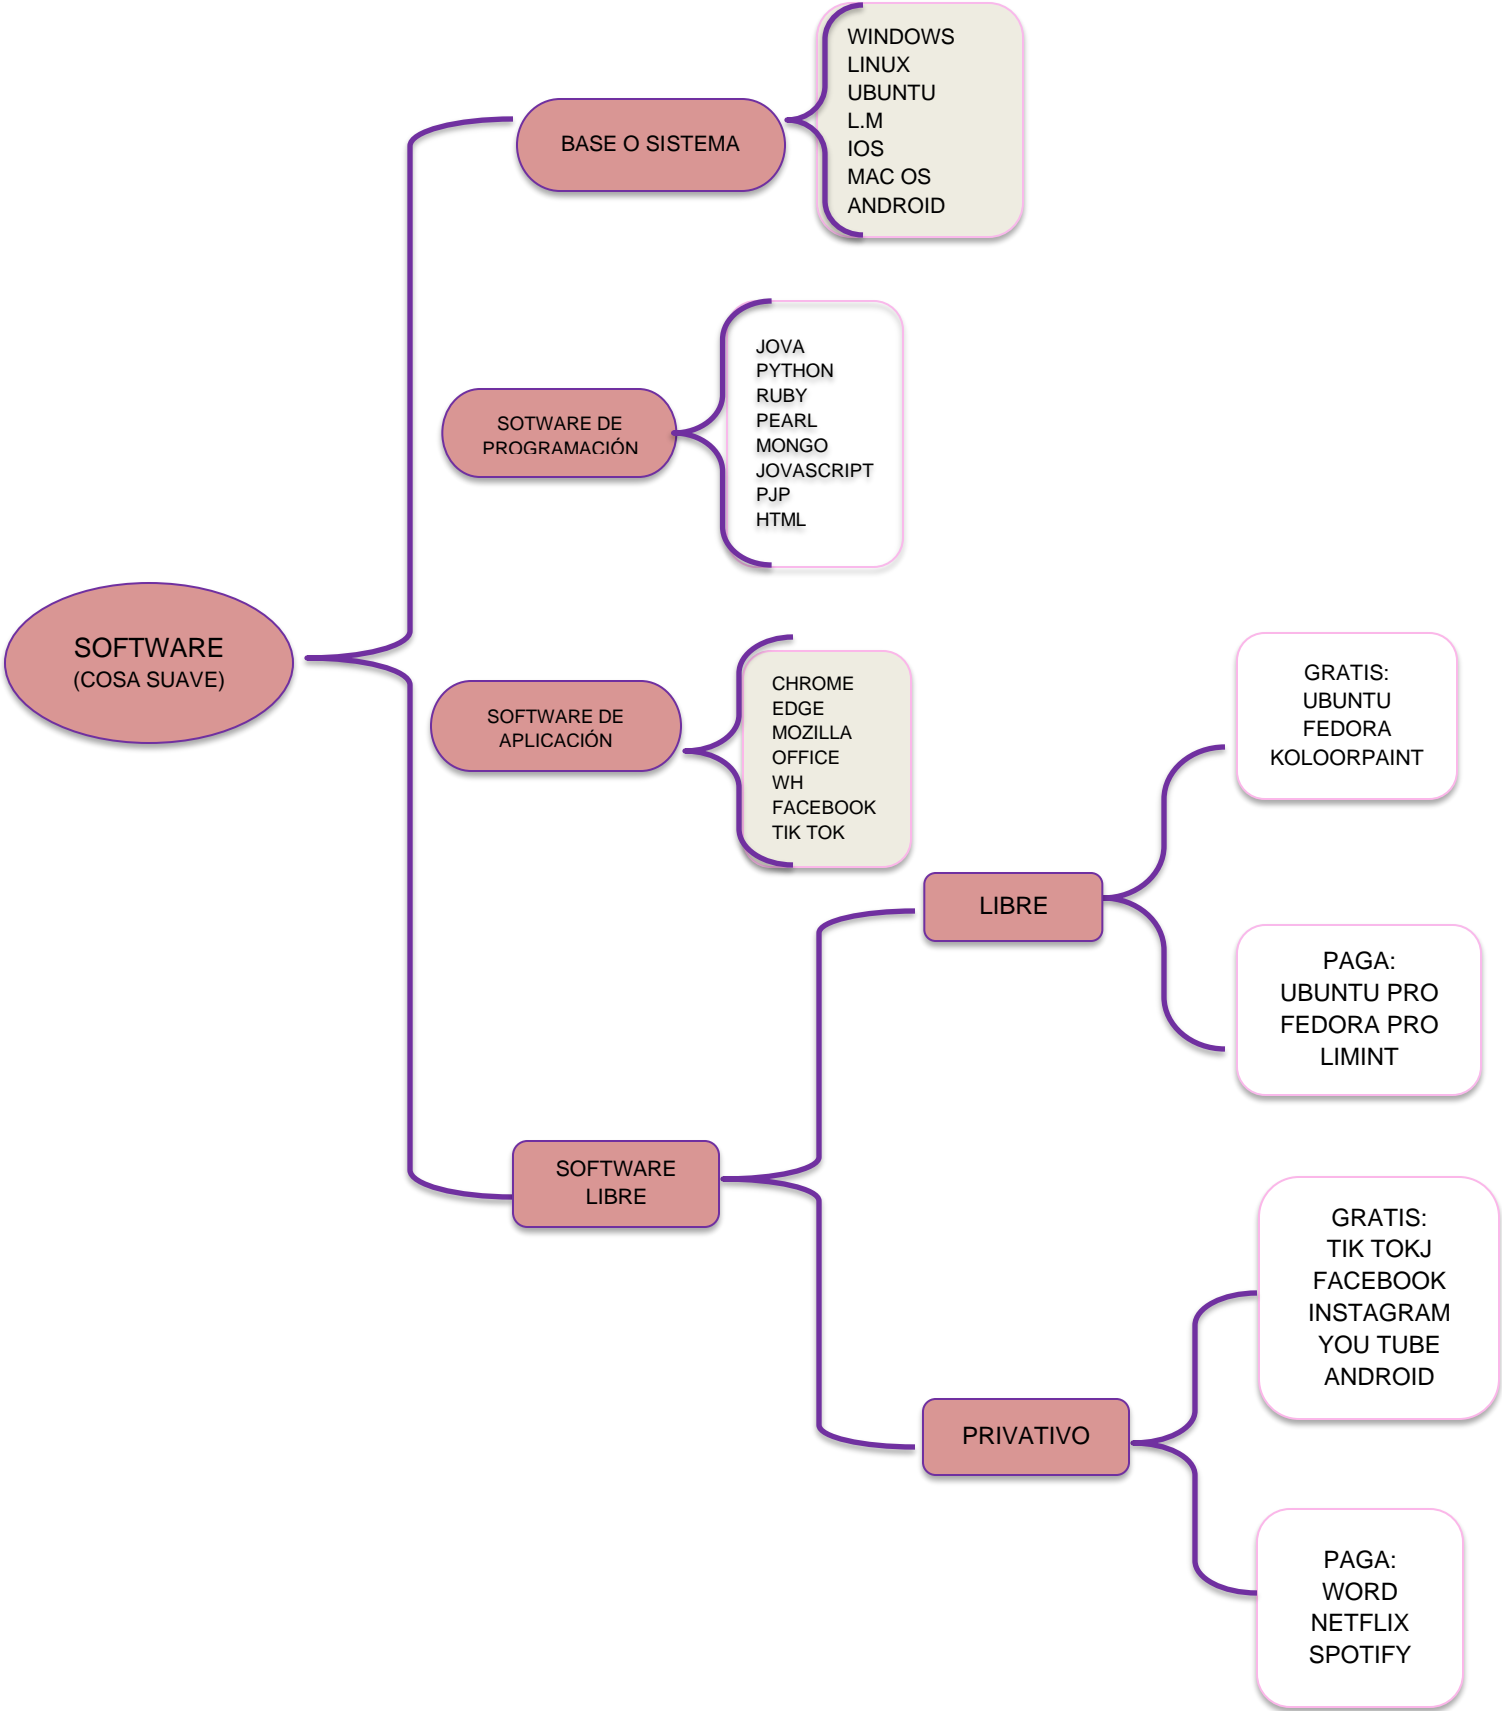 WINDOWS
LINUX
UBUNTU
L.M
IOS
MAC OS
ANDROID
BASE O SISTEMA
JOVA
PYTHON
RUBY
PEARL
MONGO
JOVASCRIPT
PJP
HTML
SOTWARE DE
PROGRAMACIÓN
SOFTWARE
(COSA SUAVE)
SOFTWARE DE
APLICACIÓN
CHROME
EDGE
MOZILLA
OFFICE
WH
FACEBOOK
TIK TOK
GRATIS:
UBUNTU
FEDORA
KOLOORPAINT
LIBRE
PAGA:
UBUNTU PRO
FEDORA PRO
LIMINT
SOFTWARE
LIBRE
GRATIS:
TIK TOKJ
FACEBOOK
INSTAGRAM
YOU TUBE
ANDROID
PRIVATIVO
PAGA:
WORD
NETFLIX
SPOTIFY